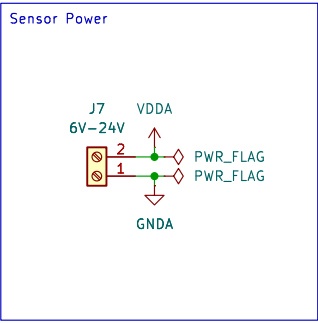 Sensor Power
J7
6V-24V
VDDA
2
PWR_FLAG
1
PWR_FLAG
GNDA